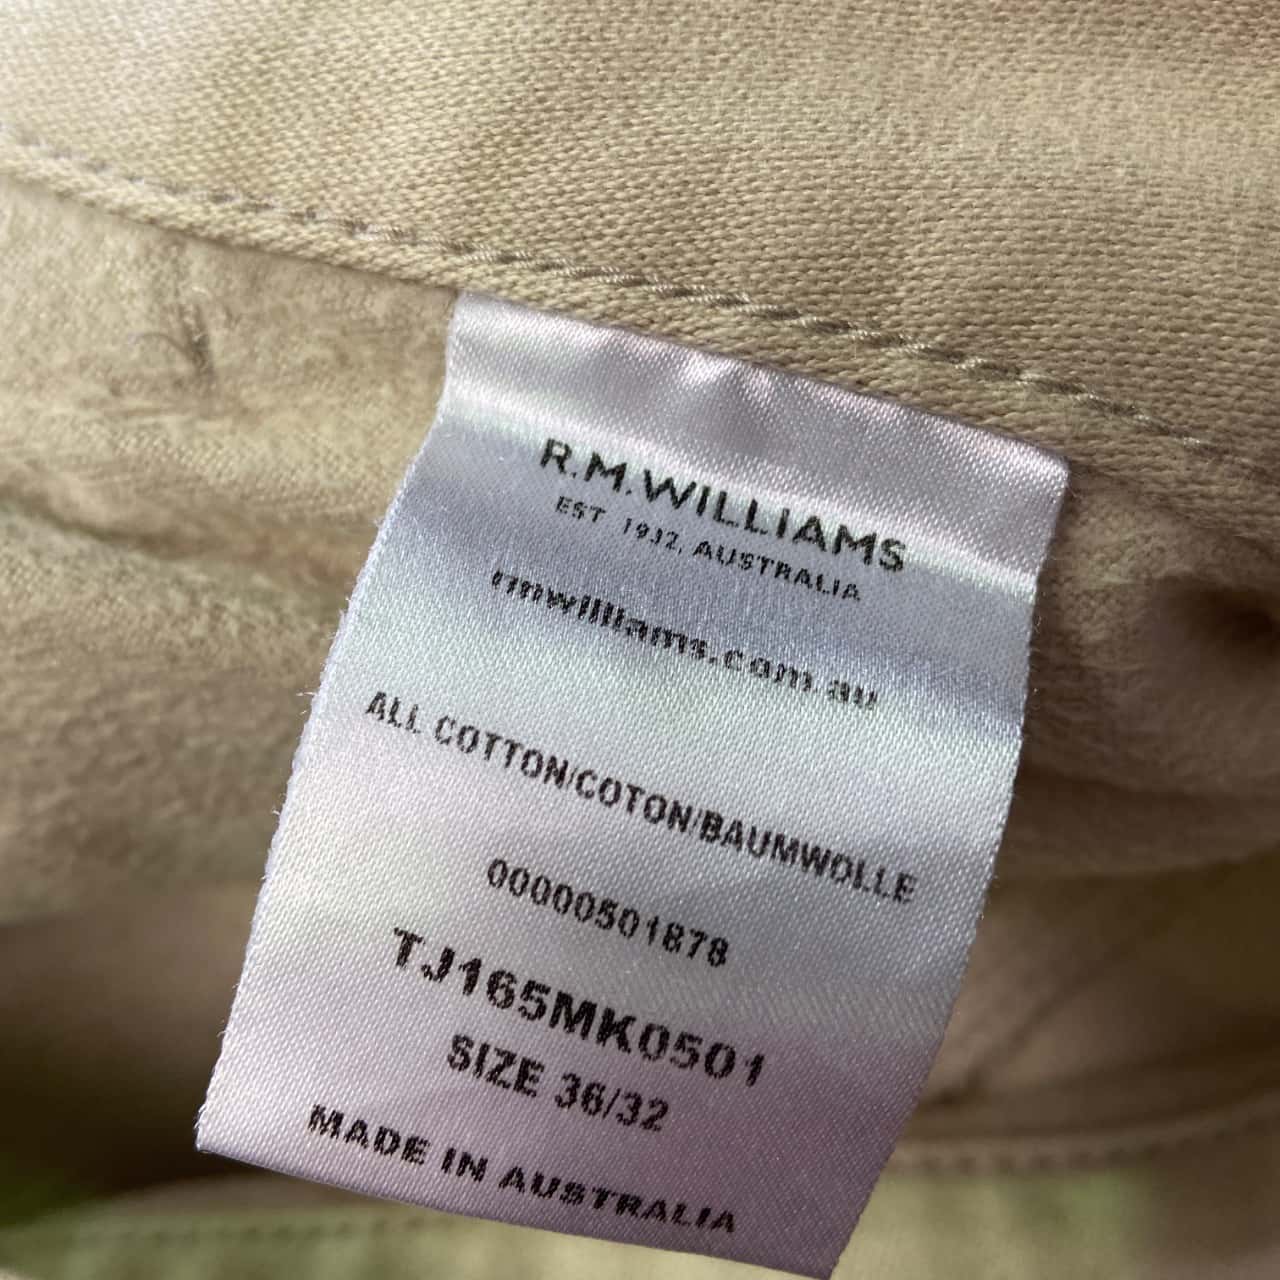 R.M.WILLIAMS
EST 1932, AUSTRALIA
rmwilliams.com.au
ALL COTTON/COTON/BAUMWOLLE
00000501878
TJ165MK0501
SIZE 36/32
MADE IN AUSTRALIA